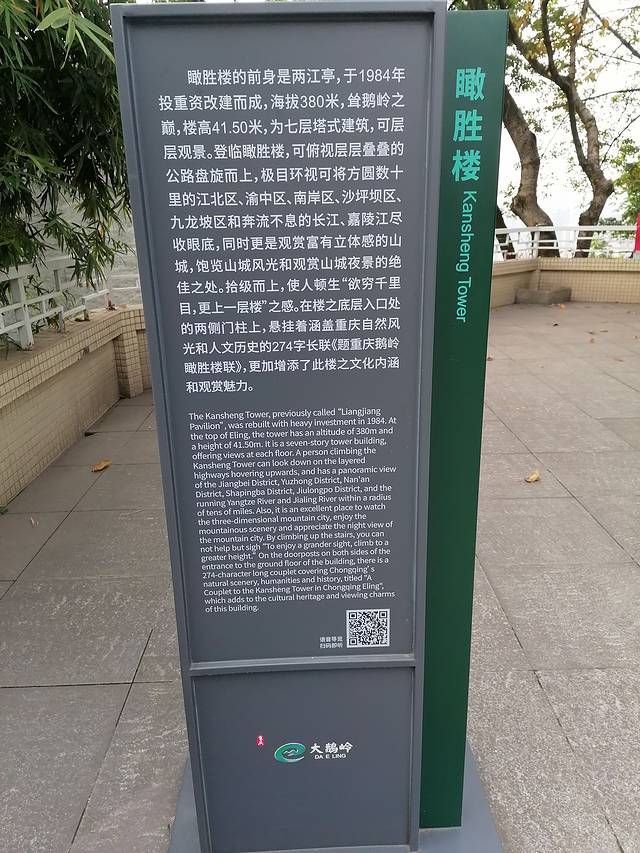 瞰胜楼的前身是两江亭，于1984年
投重资改建而成，海拔380米，耸鹅岭之
巅，楼高41.50米，为七层塔式建筑，可层
层观景。登临瞰胜楼，可俯视层层叠叠的
公路盘旋而上，极目环视可将方圆数十
里的江北区、渝中区、南岸区、沙坪坝区、
九龙坡区和奔流不息的长江、嘉陵江尽
收眼底，同时更是观赏富有立体感的山
城，饱览山城风光和观赏山城夜景的绝
佳之处。拾级而上，使人顿生“欲穷千里
目，更上一层楼”之感。在楼之底层入口处
的两侧门柱上，悬挂着涵盖重庆自然风
光和人文历史的274字长联《题重庆鹅岭
瞰胜楼联》，更加增添了此楼之文化内涵
和观赏魅力。
The Kansheng Tower, previously called “Liangjiang
Pavilion”, was rebuilt with heavy investment in 1984. At
the top of Eling, the tower has an altitude of 380m and
a height of 41.50m. It is a seven-story tower building,
offering views at each floor. A person climbing the
Kansheng Tower can look down on the layered
highways hovering upwards, and has a panoramic view
of the Jiangbei District, Yuzhong District, Nan'an
District, Shapingba District, Jiulongpo District, and the
running Yangtze River and Jialing River within a radius
of tens of miles. Also, it is an excellent place to watch
the three-dimensional mountain city, enjoy the
mountainous scenery and appreciate the night view of
the mountain city. By climbing up the stairs, you can
not help but sigh “To enjoy a grander sight, climb to a
greater height.” On the doorposts on both sides of the
entrance to the ground floor of the building, there is a
274-character long couplet covering Chongqing’s
natural scenery, humanities and history, titled “A
Couplet to the Kansheng Tower in Chongqing Eling”,
which adds to the cultural heritage and viewing charms
of this building.
语音导览
扫码即听
大鹅岭
DA E LING
瞰胜楼 Kansheng Tower